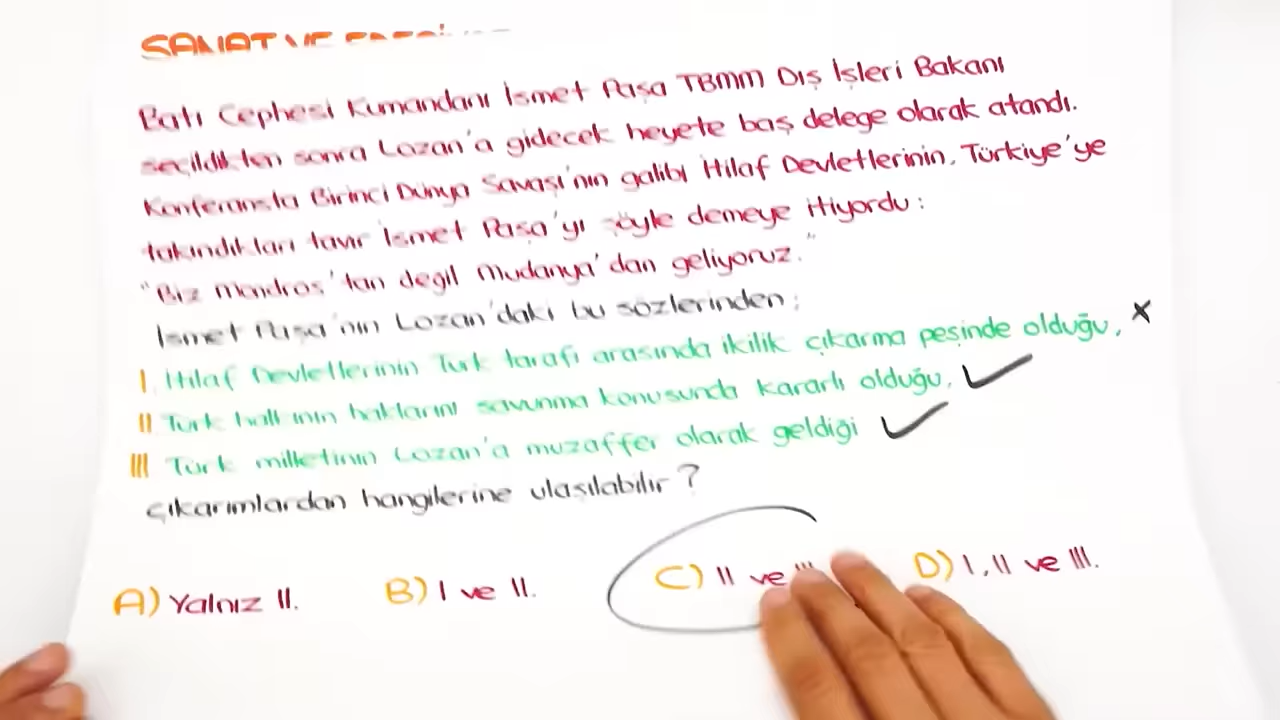 SANAT VE
Batı Cephesi Kumandanı İsmet Paşa TBMM Dış İşleri Bakanı
seçildikten sonra Lozan'a gidecek heyete baş delege olarak atandı.
Konferansta Birinci Dünya Savaşı'nın galibi İtilaf Devletlerinin, Türkiye'ye
takındıkları tavır İsmet Paşa'yı şöyle demeye itiyordu:
"Biz Mondros'tan değil Mudanya'dan geliyoruz."
İsmet Paşa'nın Lozan'daki bu sözlerinden;
I. İtilaf Devletlerinin Türk tarafı arasında ikilik çıkarma peşinde olduğu,
II Türk halkının haklarını savunma konusunda kararlı olduğu,
III Türk milletinin Lozan'a muzaffer olarak geldiği
çıkarımlardan hangilerine ulaşılabilir?
A) Yalnız II. B) I ve II. C) II ve III D) I, II ve III.